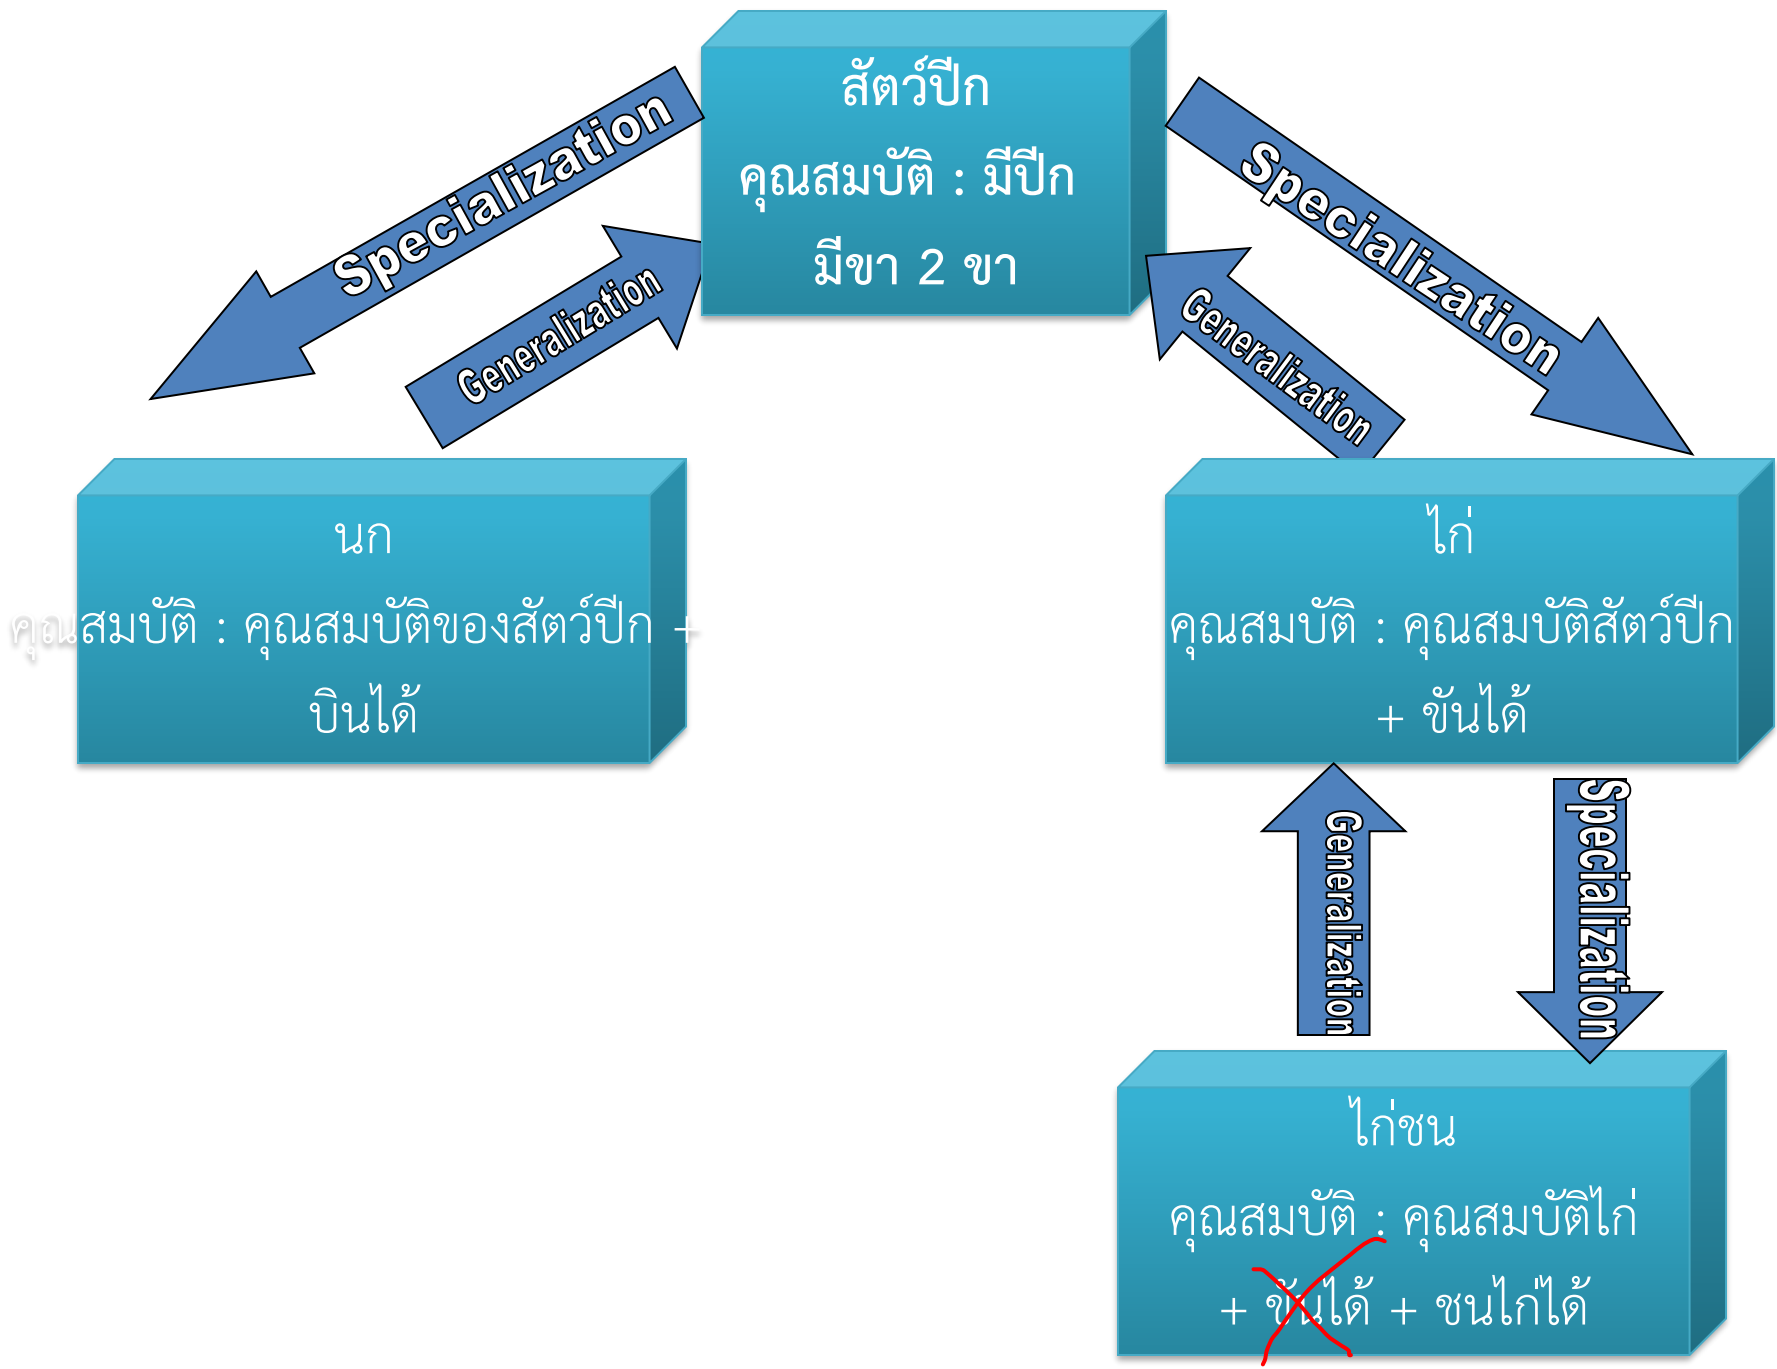 สัตว์ปีก
คุณสมบัติ : มีปีก
มีขา 2 ขา
Specialization
Generalization
Specialization
Generalization
นก
คุณสมบัติ : คุณสมบัติของสัตว์ปีก +
บินได้
ไก่
คุณสมบัติ : คุณสมบัติสัตว์ปีก
+ ขันได้
Generalization
Specialization
ไก่ชน
คุณสมบัติ : คุณสมบัติไก่
+ ขันได้ + ชนไก่ได้